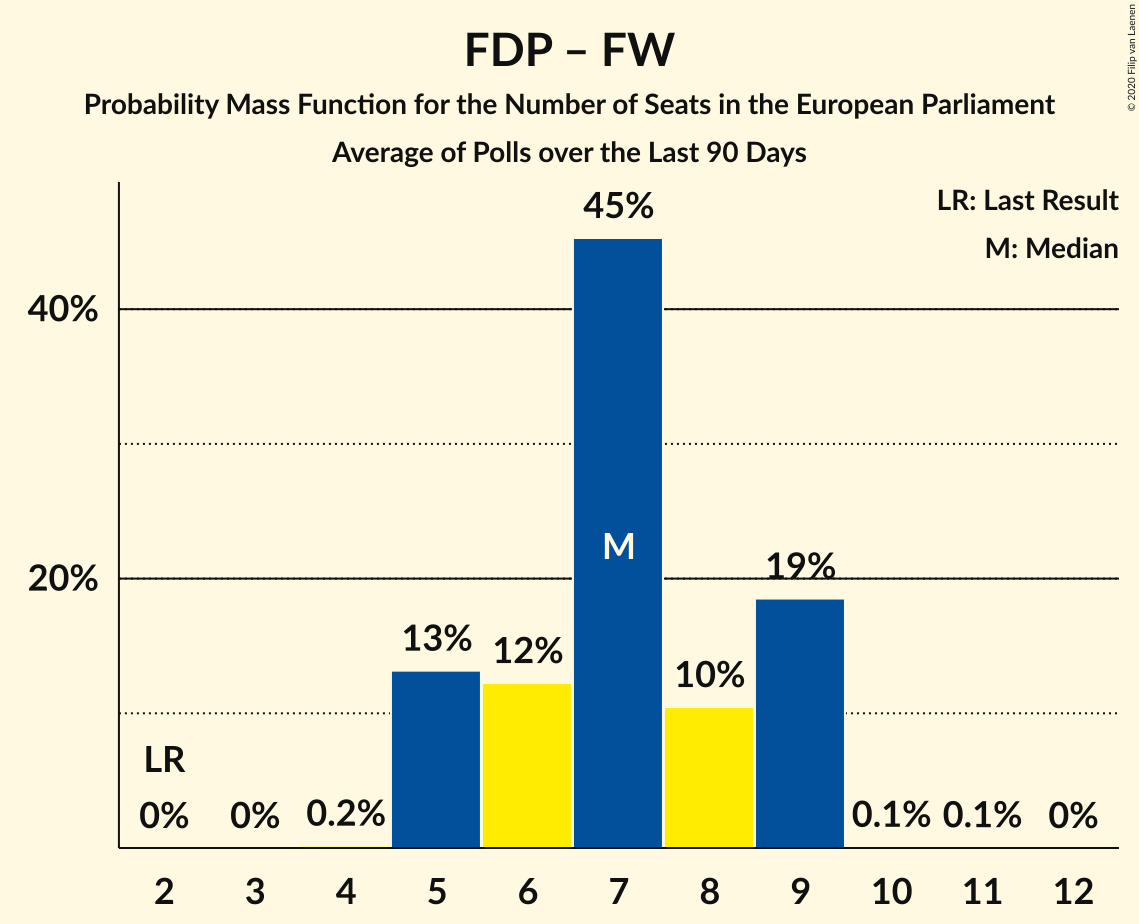 FDP – FW
Probability Mass Function for the Number of Seats in the European Parliament
Average of Polls over the Last 90 Days
© 2020 Filip van Laenen
LR: Last Result
M: Median
40%
20%
LR
0%
0%
0.2%
13%
12%
45%
M
10%
19%
0.1%
0.1%
0%
2 3 4 5 6 7 8 9 10 11 12